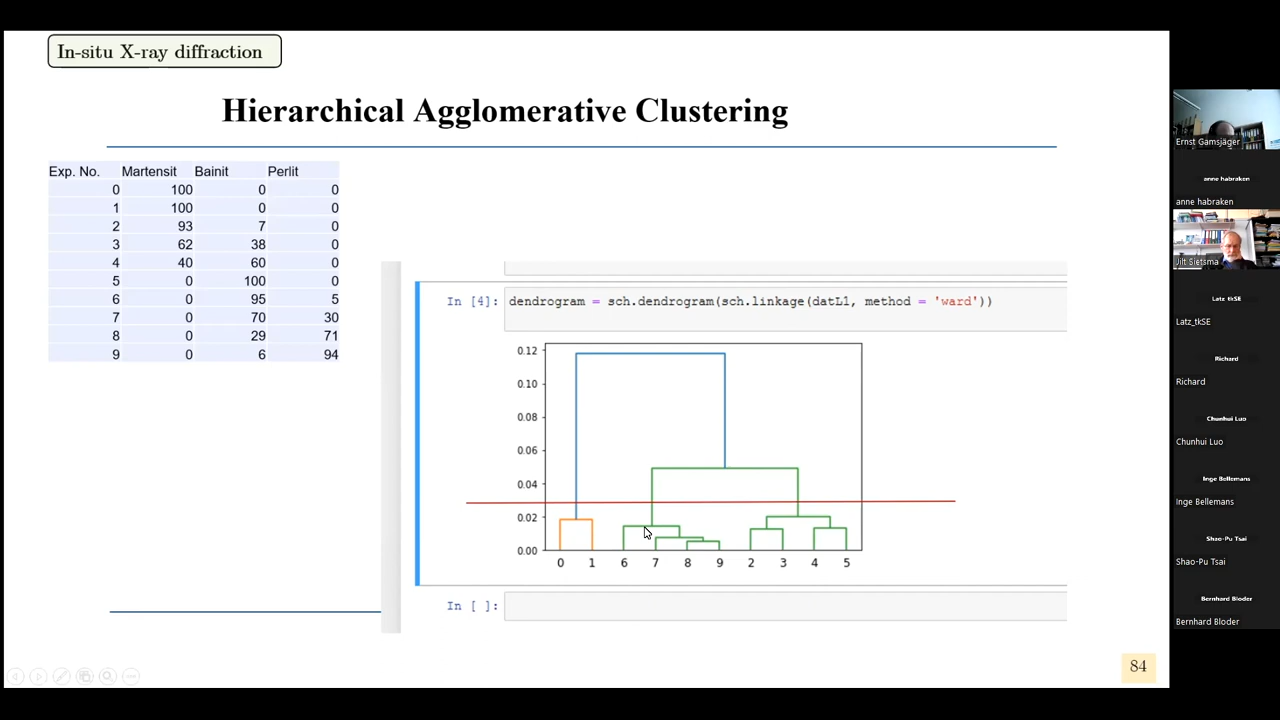 In-situ X-ray diffraction
Hierarchical Agglomerative Clustering
Exp. No. Martensit Bainit Perlit
0 100 0 0
1 100 0 0
2 93 7 0
3 62 38 0
4 40 60 0
5 0 100 0
6 0 95 5
7 0 70 30
8 0 29 71
9 0 6 94
In [4]: dendrogram = sch.dendrogram(sch.linkage(datL1, method = 'ward'))
0.12
0.10
0.08
0.06
0.04
0.02
0.00
0 1 6 7 8 9 2 3 4 5
In [ ]:
84
Ernst Gamsjäger
anne habraken
anne habraken
Jilt Sietsma
Latz_tkSE
Latz_tkSE
Richard
Richard
Chunhui Luo
Chunhui Luo
Inge Bellemans
Inge Bellemans
Shao-Pu Tsai
Shao-Pu Tsai
Bernhard Bloder
Bernhard Bloder